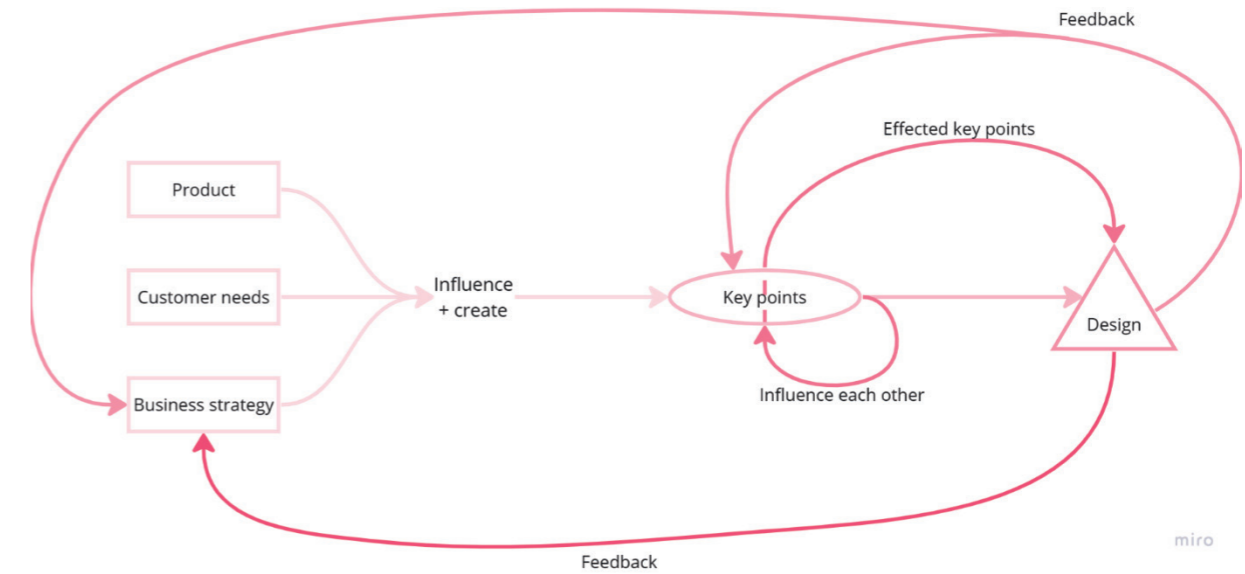 Feedback
Effected key points
Product
Customer needs
Influence
+ create
Key points
Design
Business strategy
Influence each other
miro
Feedback